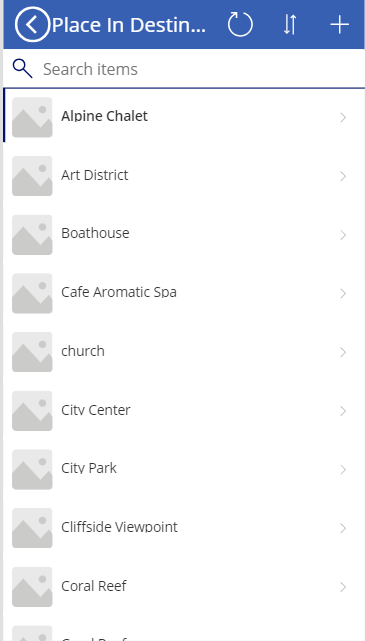 Place In Destin...
Search items
Alpine Chalet
Art District
Boathouse
Cafe Aromatic Spa
church
City Center
City Park
Cliffside Viewpoint
Coral Reef